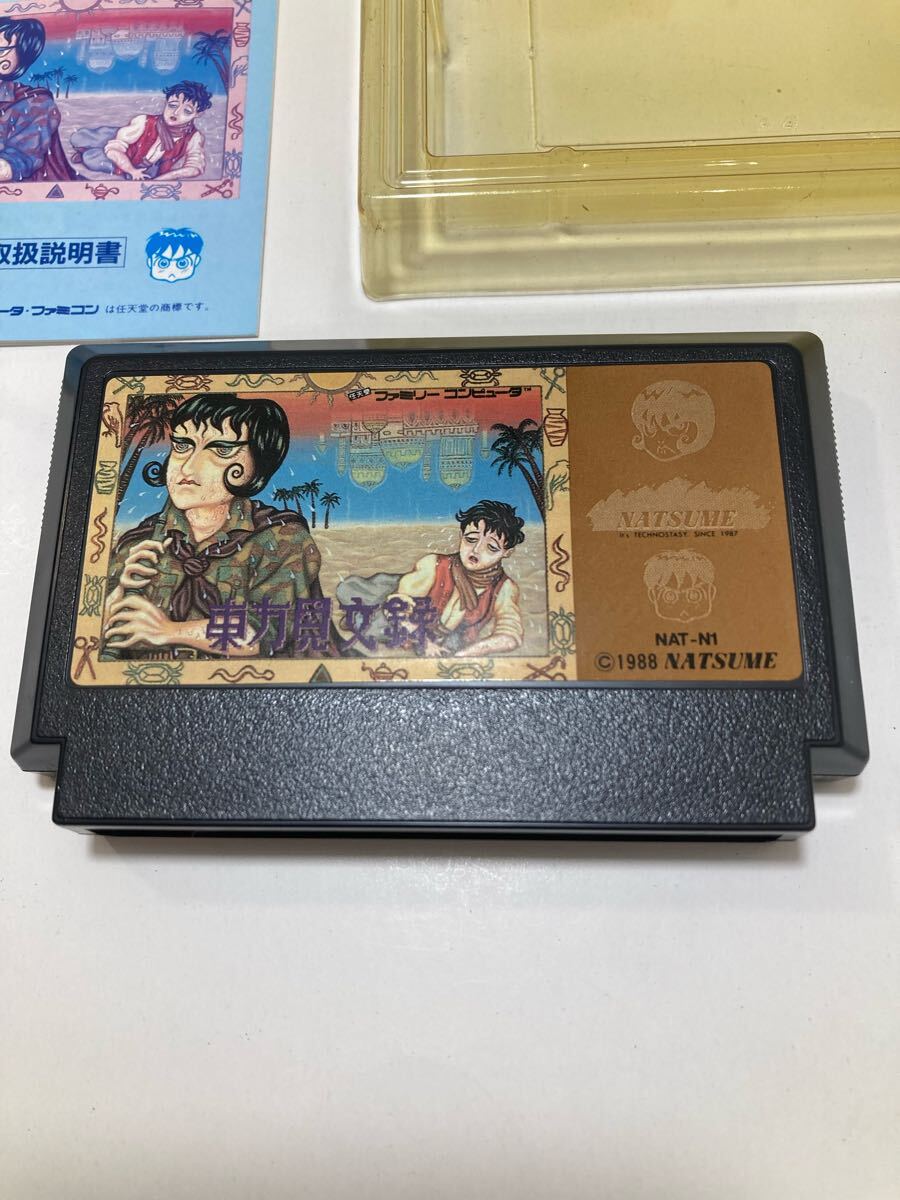 取扱説明書
ータ・ファミコン は任天堂の商標です。
任天堂 ファミリー コンピュータ™
東方見文録
NATSUME
It's TECHNOSTASY. SINCE 1987
NAT-N1
©1988 NATSUME